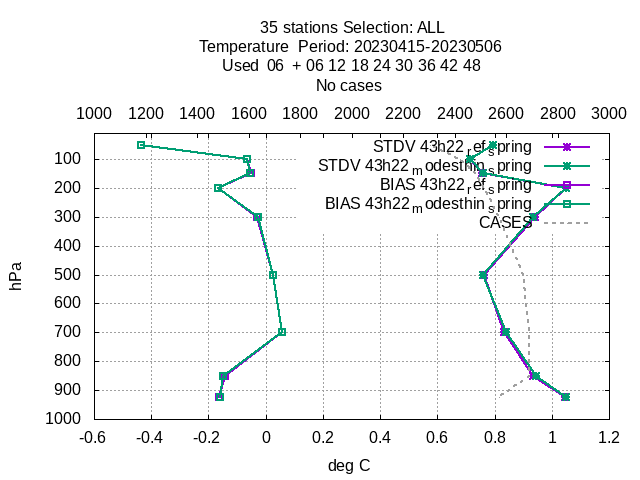 35 stations Selection: ALL
Temperature  Period: 20230415-20230506
Used  06  + 06 12 18 24 30 36 42 48
No cases
1000 1200 1400 1600 1800 2000 2200 2400 2600 2800 3000
STDV 43h22_ref_spring
STDV 43h22_modesthin_spring
BIAS 43h22_ref_spring
BIAS 43h22_modesthin_spring
CASES
100
200
300
400
500
600
700
800
900
1000
hPa
-0.6 -0.4 -0.2 0 0.2 0.4 0.6 0.8 1 1.2
deg C